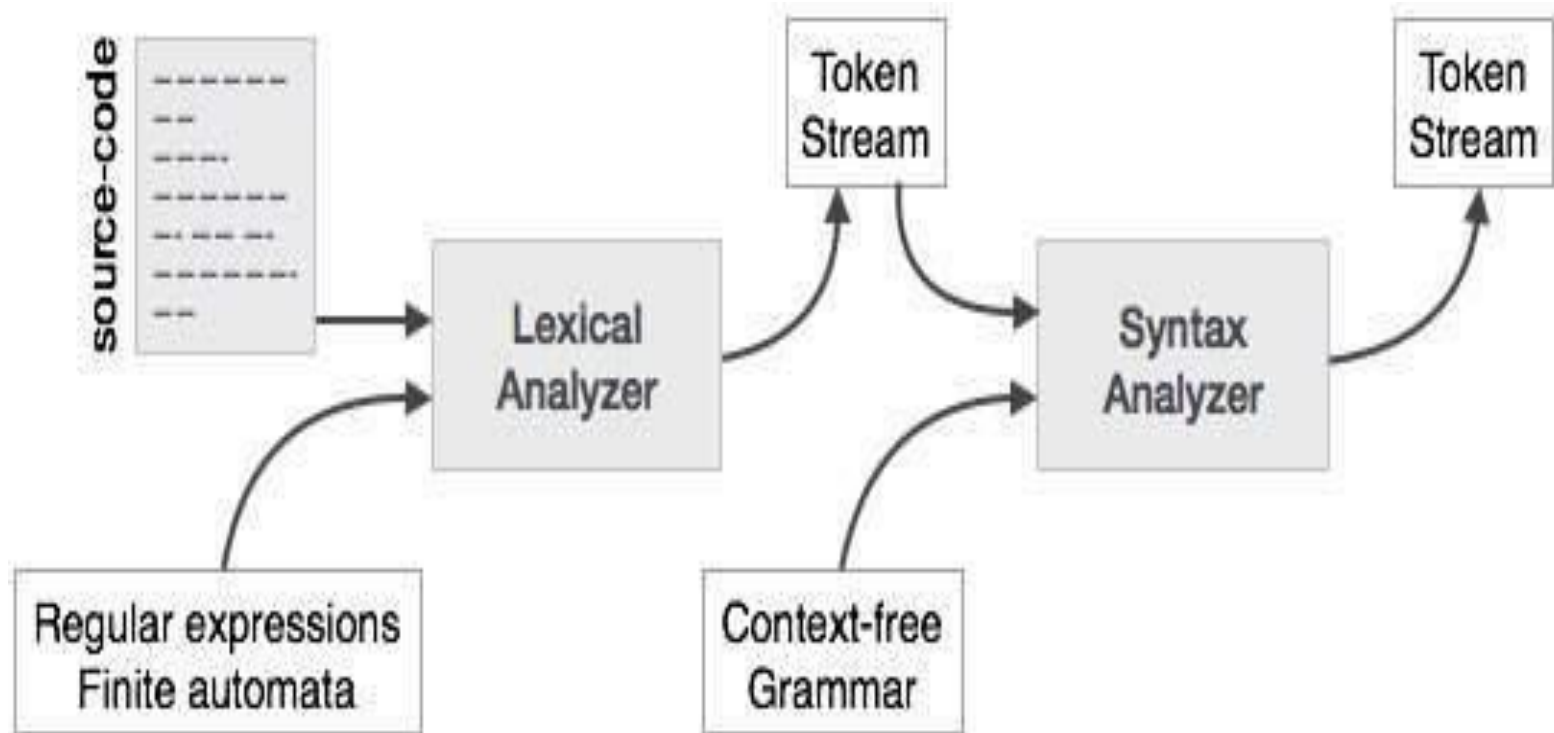 source-code
Token
Stream
Token
Stream
Lexical
Analyzer
Syntax
Analyzer
Regular expressions
Finite automata
Context-free
Grammar